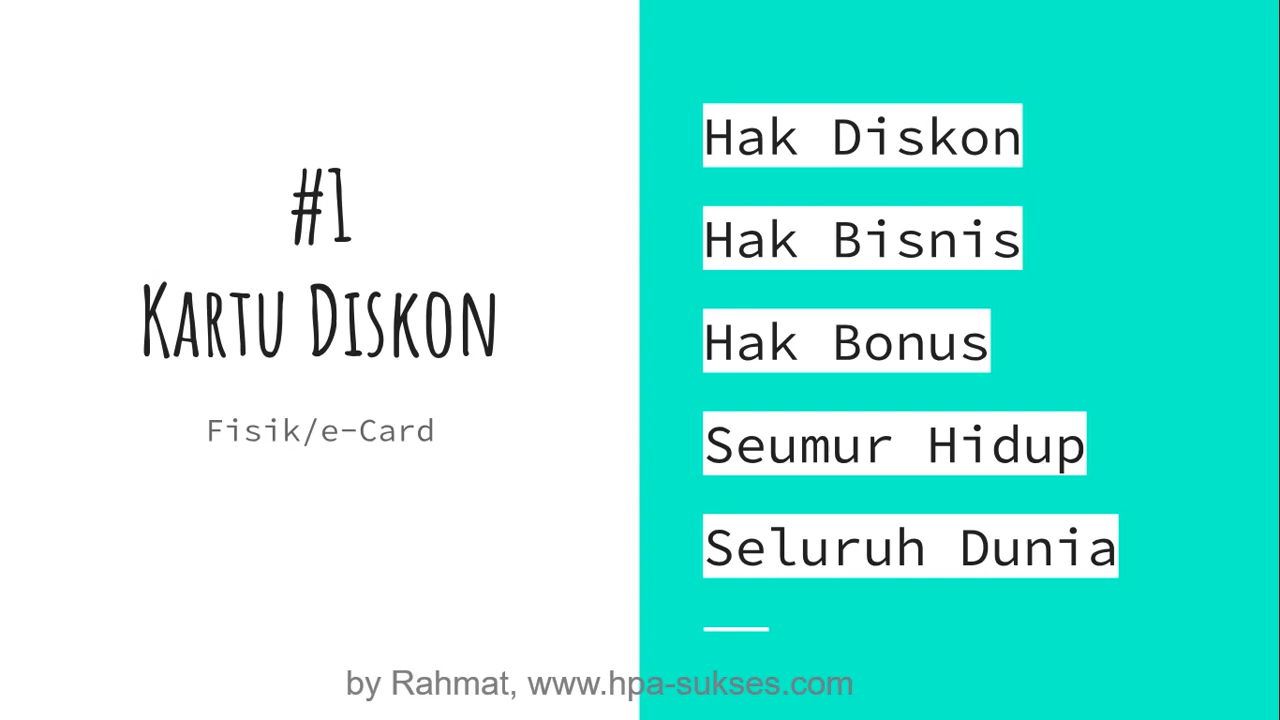 #1
Kartu Diskon
Fisik/e-Card
Hak Diskon
Hak Bisnis
Hak Bonus
Seumur Hidup
Seluruh Dunia
by Rahmat, www.hpa-sukses.com